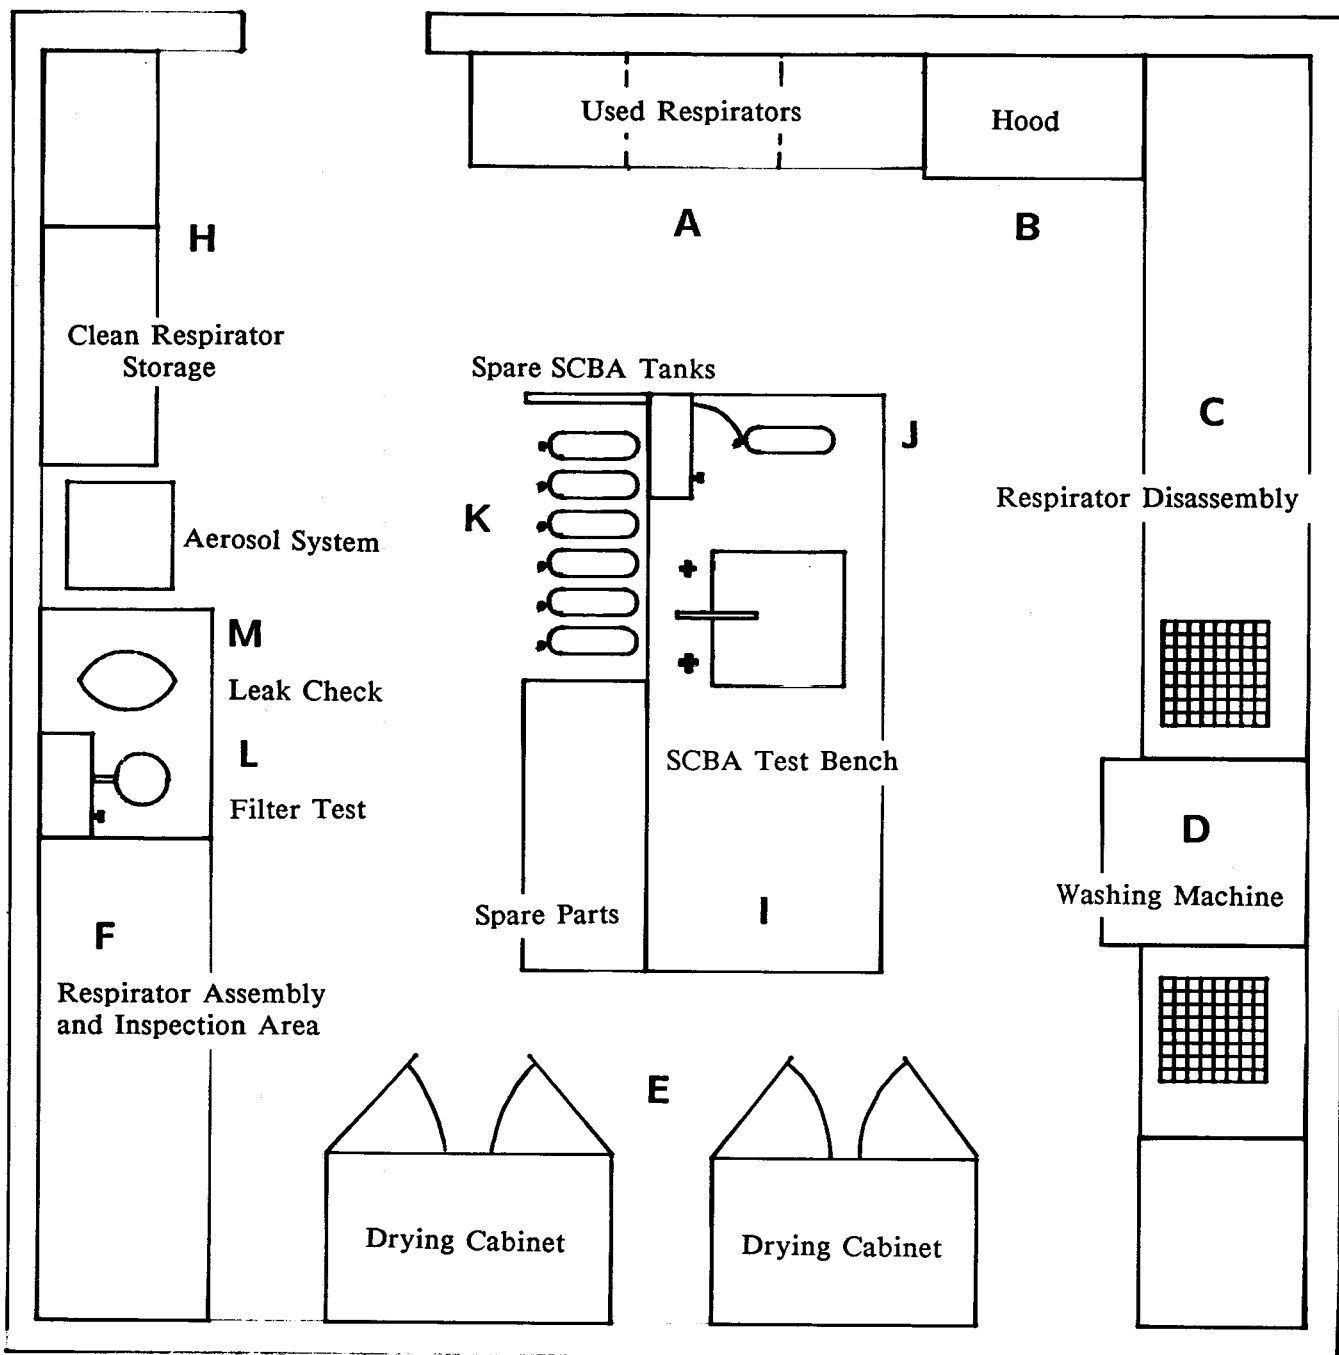 Used Respirators
Hood
A
B
H
Clean Respirator
Storage
Spare SCBA Tanks
C
J
Respirator Disassembly
K
Aerosol System
M
Leak Check
L
SCBA Test Bench
Filter Test
D
Washing Machine
Spare Parts
I
F
Respirator Assembly
and Inspection Area
E
Drying Cabinet
Drying Cabinet